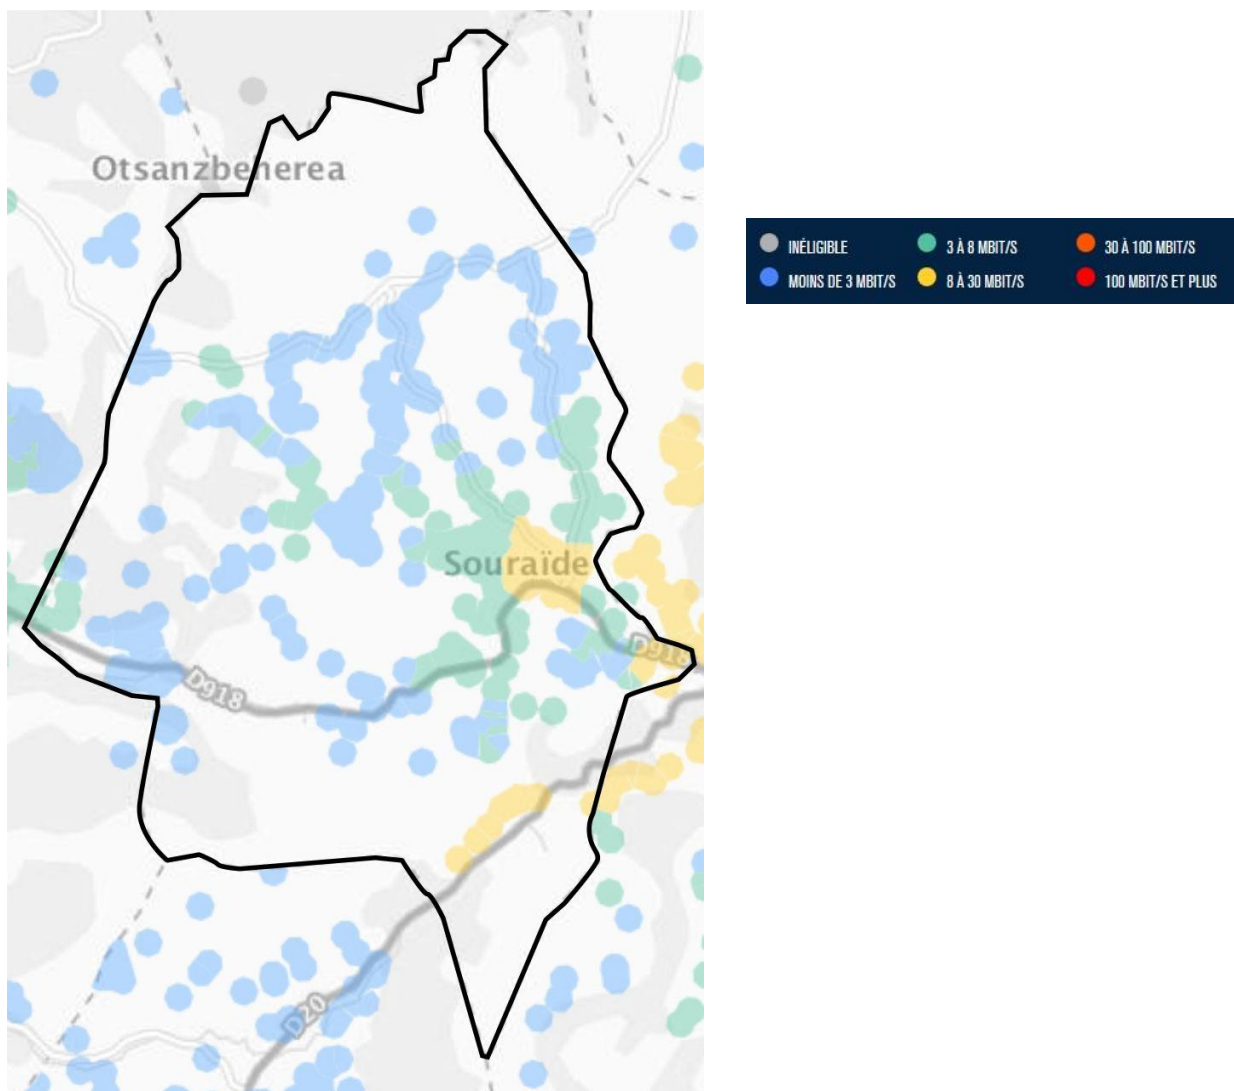 Otsanzbeherea
INÉLIGIBLE
3 À 8 MBIT/S
30 À 100 MBIT/S
MOINS DE 3 MBIT/S
8 À 30 MBIT/S
100 MBIT/S ET PLUS
Souraïde
D918
D918
D20